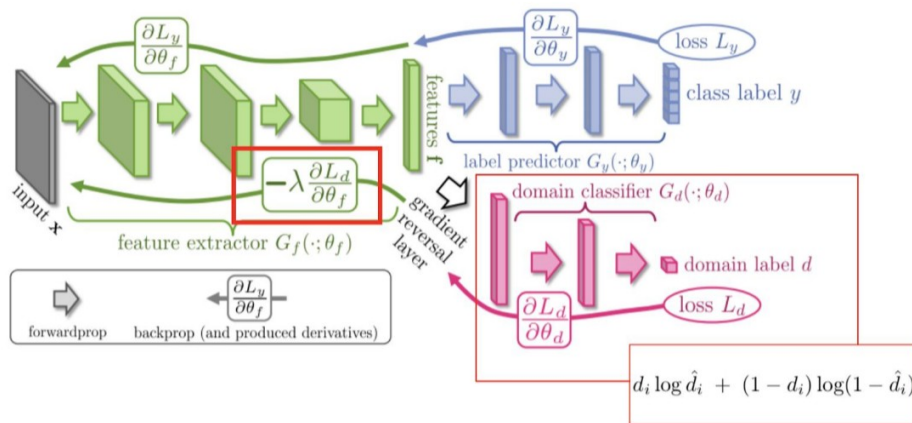 ∂L_y/∂θ_f
∂L_y/∂θ_y
loss L_y
features f
class label y
label predictor G_y(·;θ_y)
−λ ∂L_d/∂θ_f
input x
feature extractor G_f(·;θ_f)
gradient reversal layer
domain classifier G_d(·;θ_d)
domain label d
∂L_d/∂θ_d
loss L_d
∂L_y/∂θ_f
forwardprop
backprop (and produced derivatives)
d_i log d̂_i + (1 − d_i) log(1 − d̂_i)